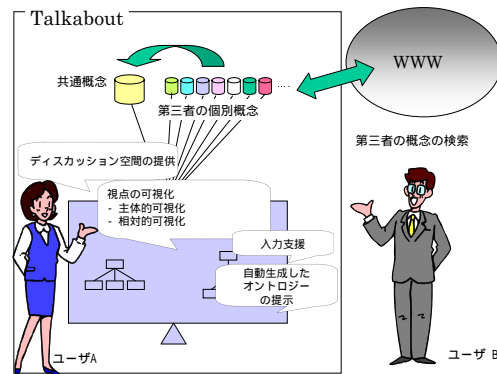 Talkabout
WWW
共通概念
....
第三者の個別概念
第三者の概念の検索
ディスカッション空間の提供
視点の可視化
- 主体的可視化
- 相対的可視化
入力支援
自動生成した
オントロジー
の提示
ユーザA
ユーザ B